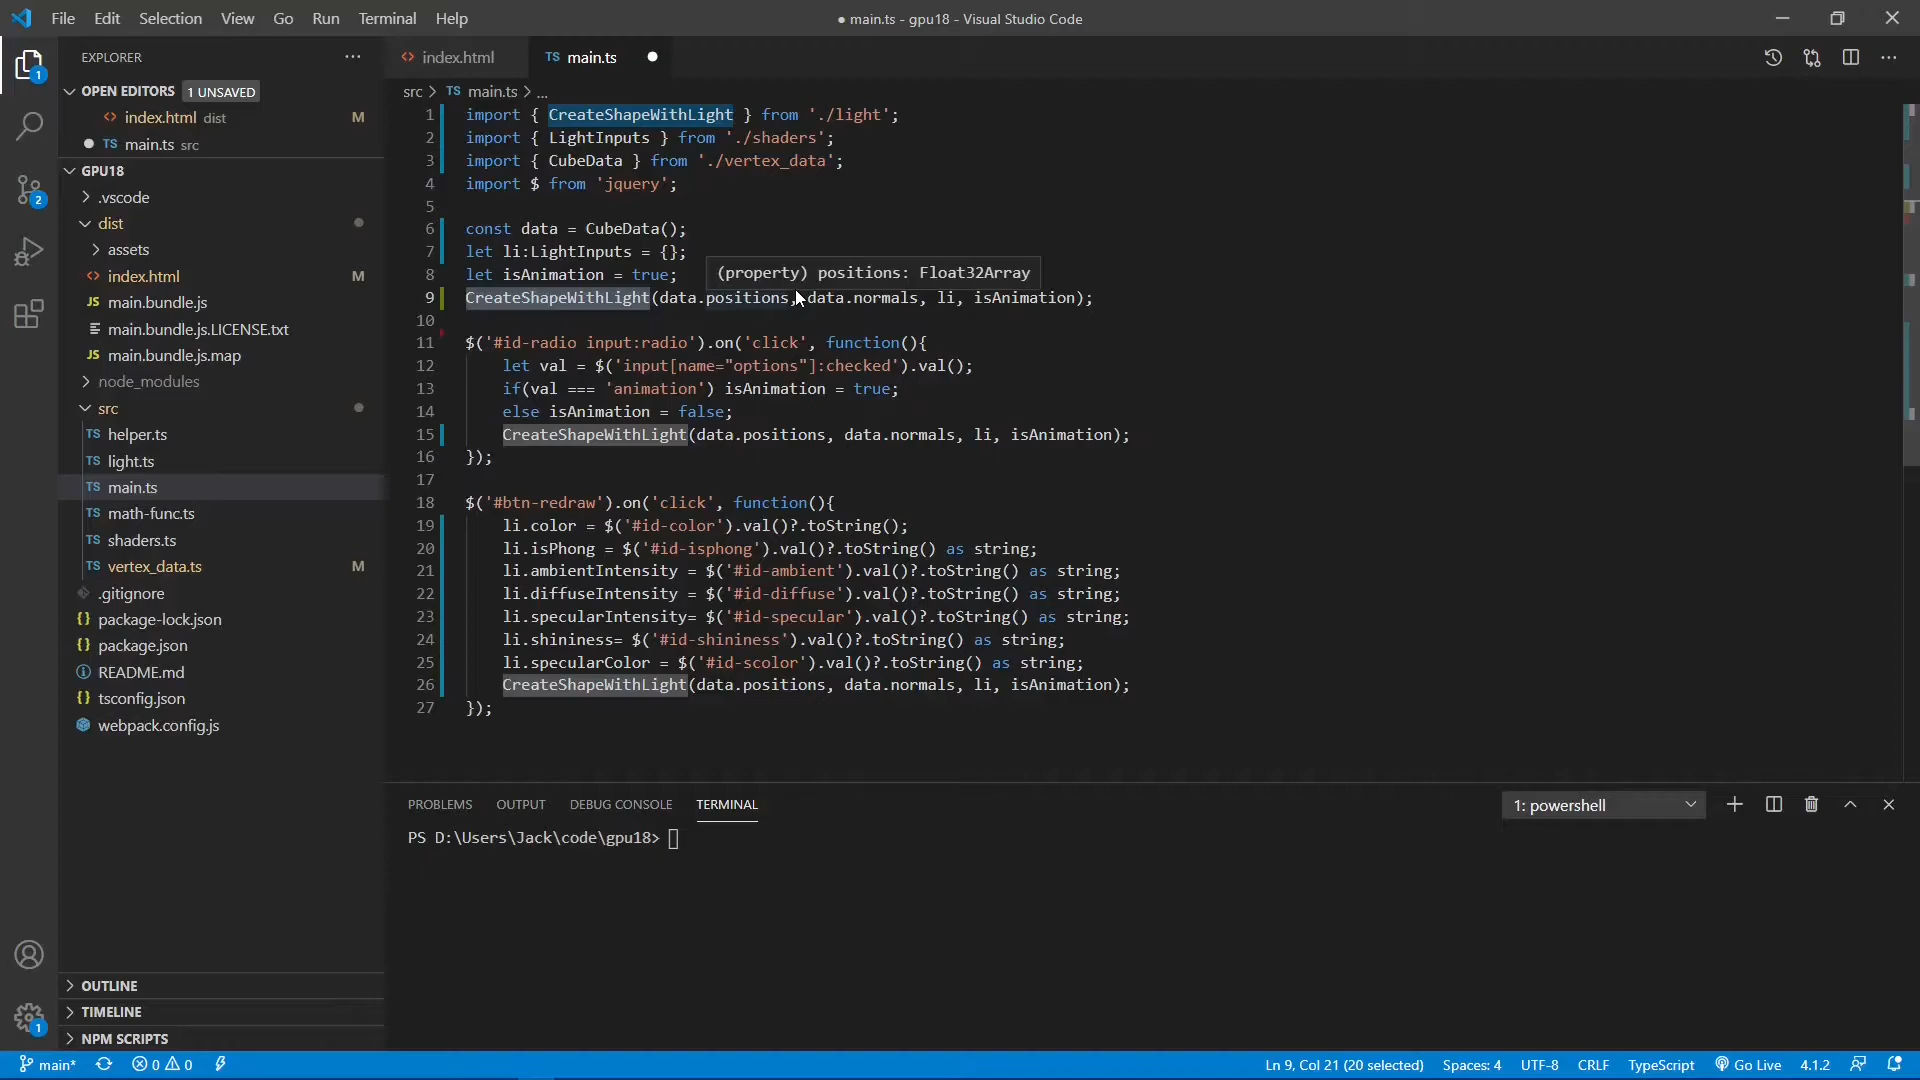 File Edit Selection View Go Run Terminal Help
● main.ts - gpu18 - Visual Studio Code
EXPLORER
OPEN EDITORS 1 UNSAVED
index.html dist M
TS main.ts src
GPU18
.vscode
dist
assets
index.html M
JS main.bundle.js
main.bundle.js.LICENSE.txt
JS main.bundle.js.map
node_modules
src
TS helper.ts
TS light.ts
TS main.ts
TS math-func.ts
TS shaders.ts
TS vertex_data.ts M
.gitignore
{} package-lock.json
{} package.json
README.md
{} tsconfig.json
webpack.config.js
OUTLINE
TIMELINE
NPM SCRIPTS
1
2
1
index.html
TS main.ts
src > TS main.ts > ...
1 import { CreateShapeWithLight } from './light';
2 import { LightInputs } from './shaders';
3 import { CubeData } from './vertex_data';
4 import $ from 'jquery';
5
6 const data = CubeData();
7 let li:LightInputs = {};
8 let isAnimation = true;
(property) positions: Float32Array
9 CreateShapeWithLight(data.positions, data.normals, li, isAnimation);
10
11 $('#id-radio input:radio').on('click', function(){
12 let val = $('input[name="options"]:checked').val();
13 if(val === 'animation') isAnimation = true;
14 else isAnimation = false;
15 CreateShapeWithLight(data.positions, data.normals, li, isAnimation);
16 });
17
18 $('#btn-redraw').on('click', function(){
19 li.color = $('#id-color').val()?.toString();
20 li.isPhong = $('#id-isphong').val()?.toString() as string;
21 li.ambientIntensity = $('#id-ambient').val()?.toString() as string;
22 li.diffuseIntensity = $('#id-diffuse').val()?.toString() as string;
23 li.specularIntensity= $('#id-specular').val()?.toString() as string;
24 li.shininess= $('#id-shininess').val()?.toString() as string;
25 li.specularColor = $('#id-scolor').val()?.toString() as string;
26 CreateShapeWithLight(data.positions, data.normals, li, isAnimation);
27 });
PROBLEMS OUTPUT DEBUG CONSOLE TERMINAL
1: powershell
PS D:\Users\Jack\code\gpu18>
main* 0 0
Ln 9, Col 21 (20 selected) Spaces: 4 UTF-8 CRLF TypeScript Go Live 4.1.2